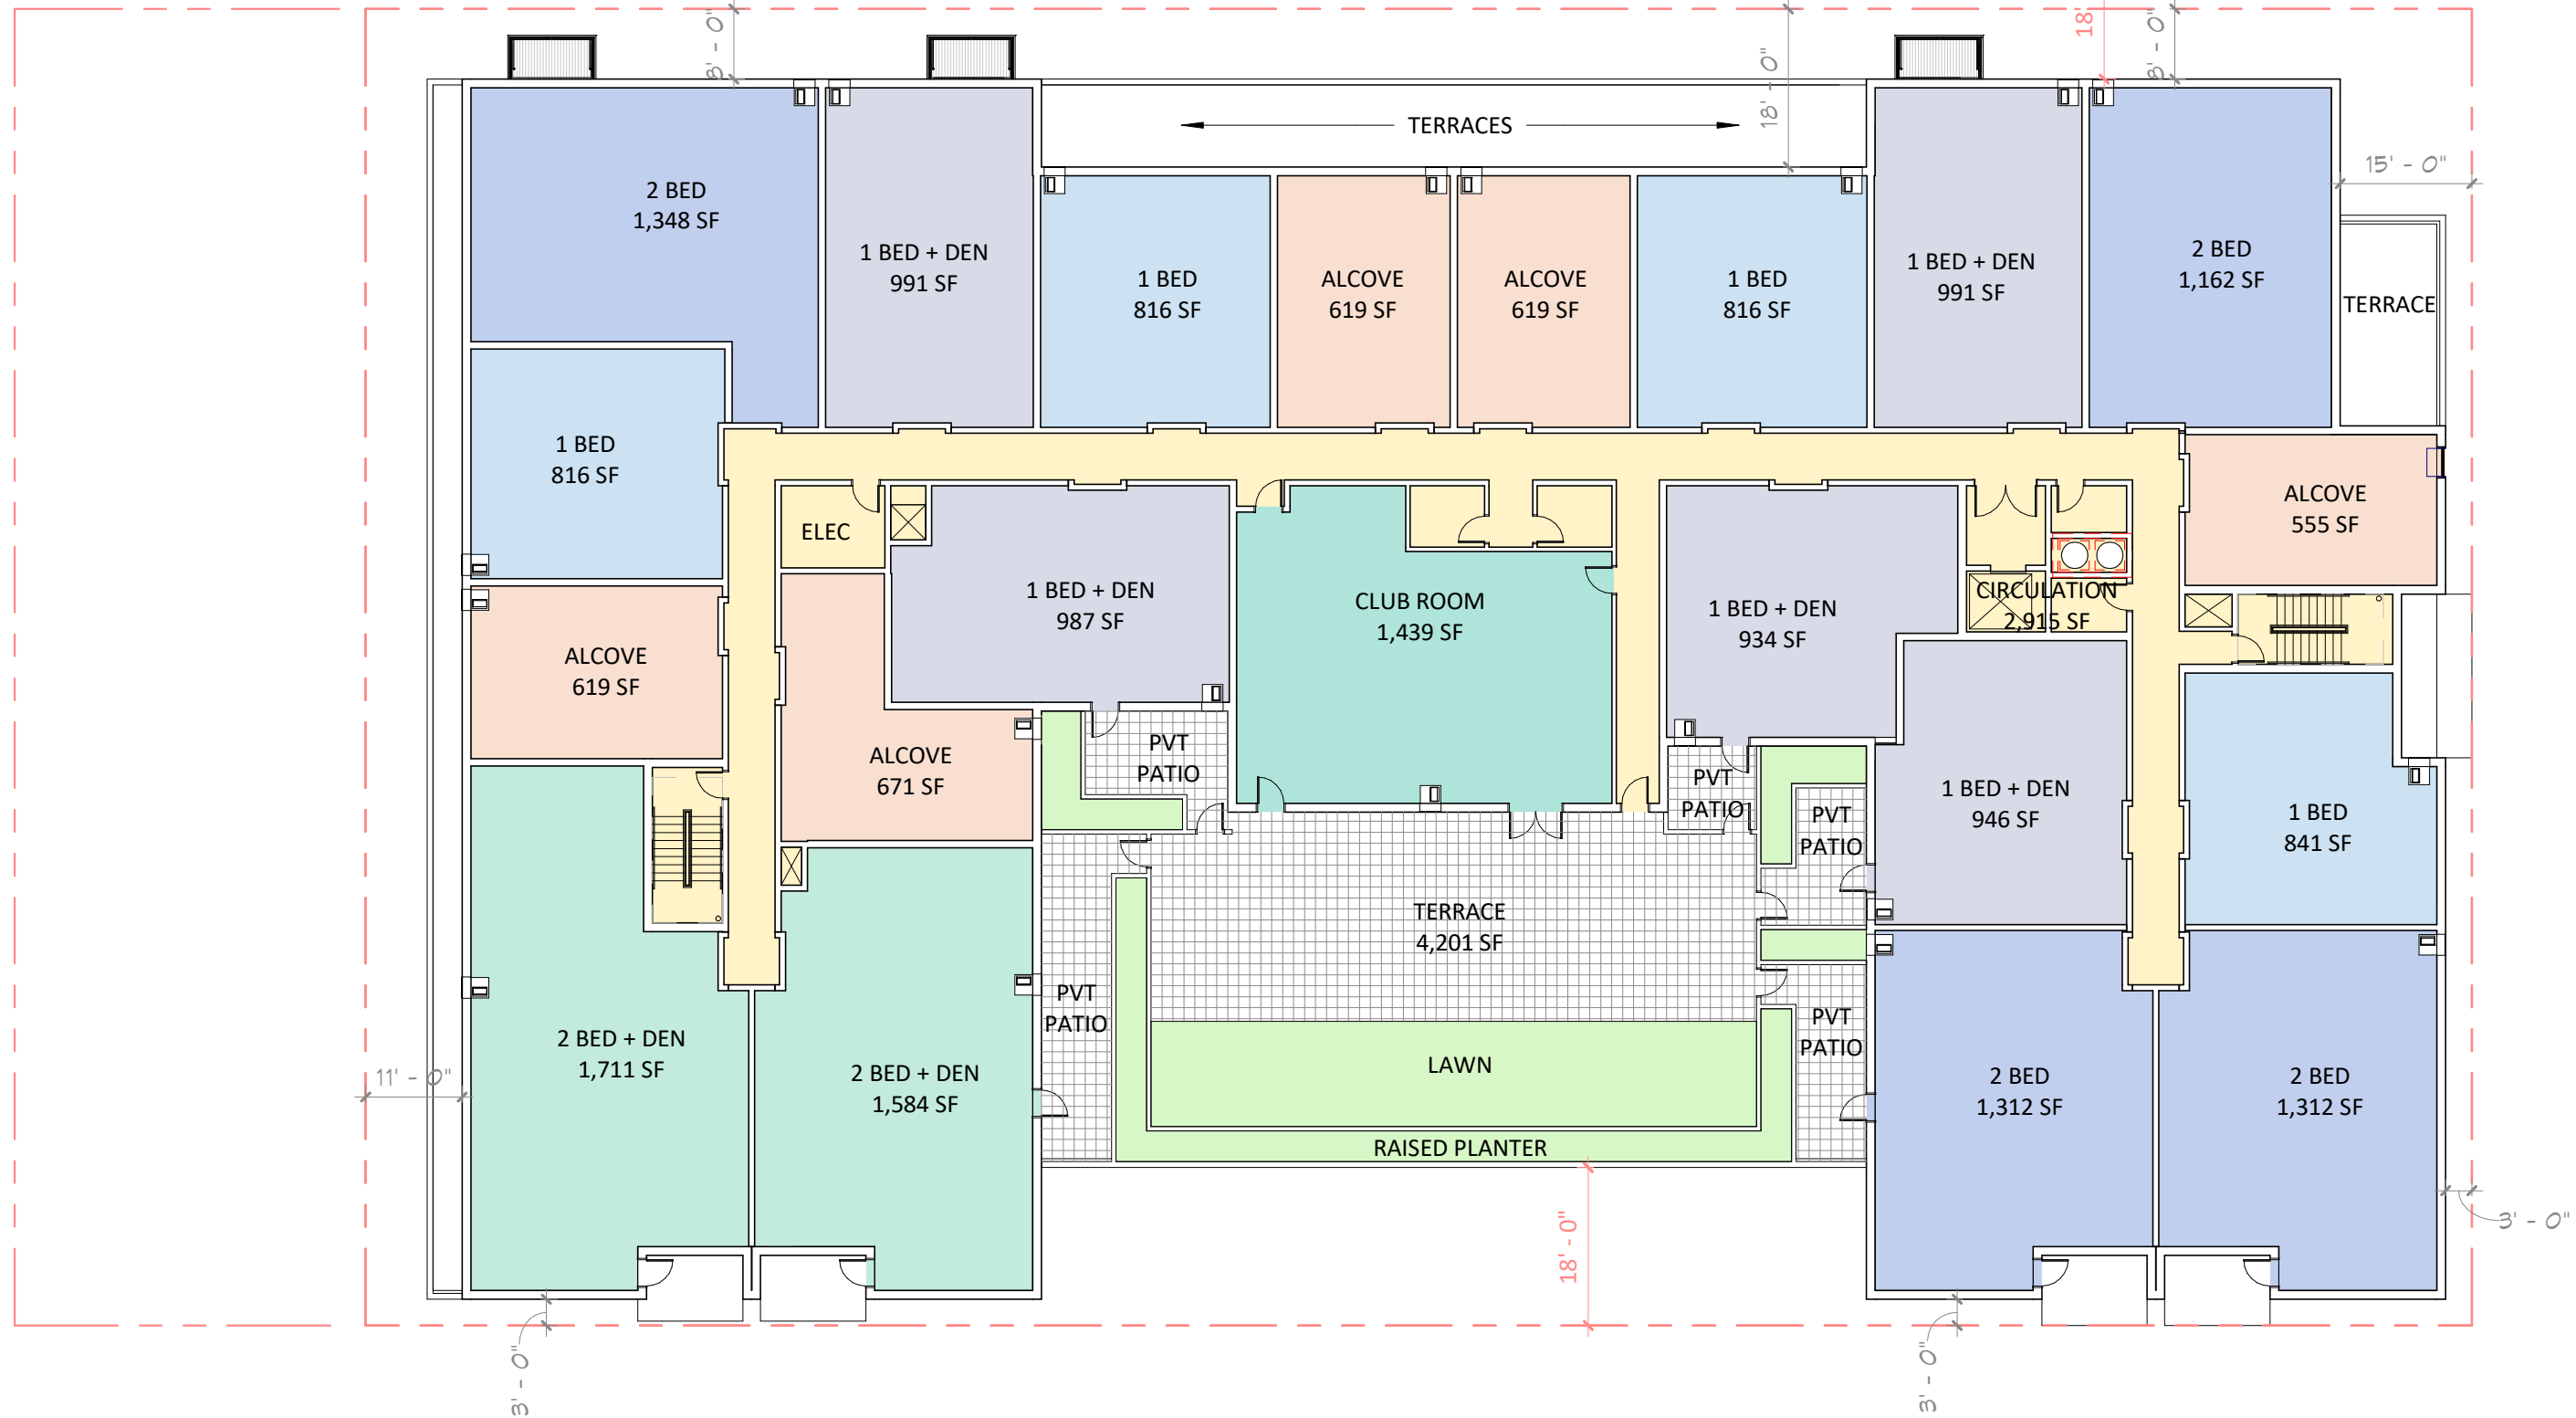 8' - 0"
18' - 0"
18'
8' - 0"
TERRACES
15' - 0"
2 BED
1,348 SF
1 BED + DEN
991 SF
1 BED
816 SF
ALCOVE
619 SF
ALCOVE
619 SF
1 BED
816 SF
1 BED + DEN
991 SF
2 BED
1,162 SF
TERRACE
1 BED
816 SF
ELEC
1 BED + DEN
987 SF
CLUB ROOM
1,439 SF
1 BED + DEN
934 SF
CIRCULATION
2,915 SF
ALCOVE
555 SF
ALCOVE
619 SF
ALCOVE
671 SF
PVT
PATIO
PVT
PATIO
PVT
PATIO
1 BED + DEN
946 SF
1 BED
841 SF
TERRACE
4,201 SF
PVT
PATIO
PVT
PATIO
2 BED + DEN
1,711 SF
2 BED + DEN
1,584 SF
LAWN
2 BED
1,312 SF
2 BED
1,312 SF
11' - 0"
RAISED PLANTER
18' - 0"
3' - 0"
3' - 0"
3' - 0"